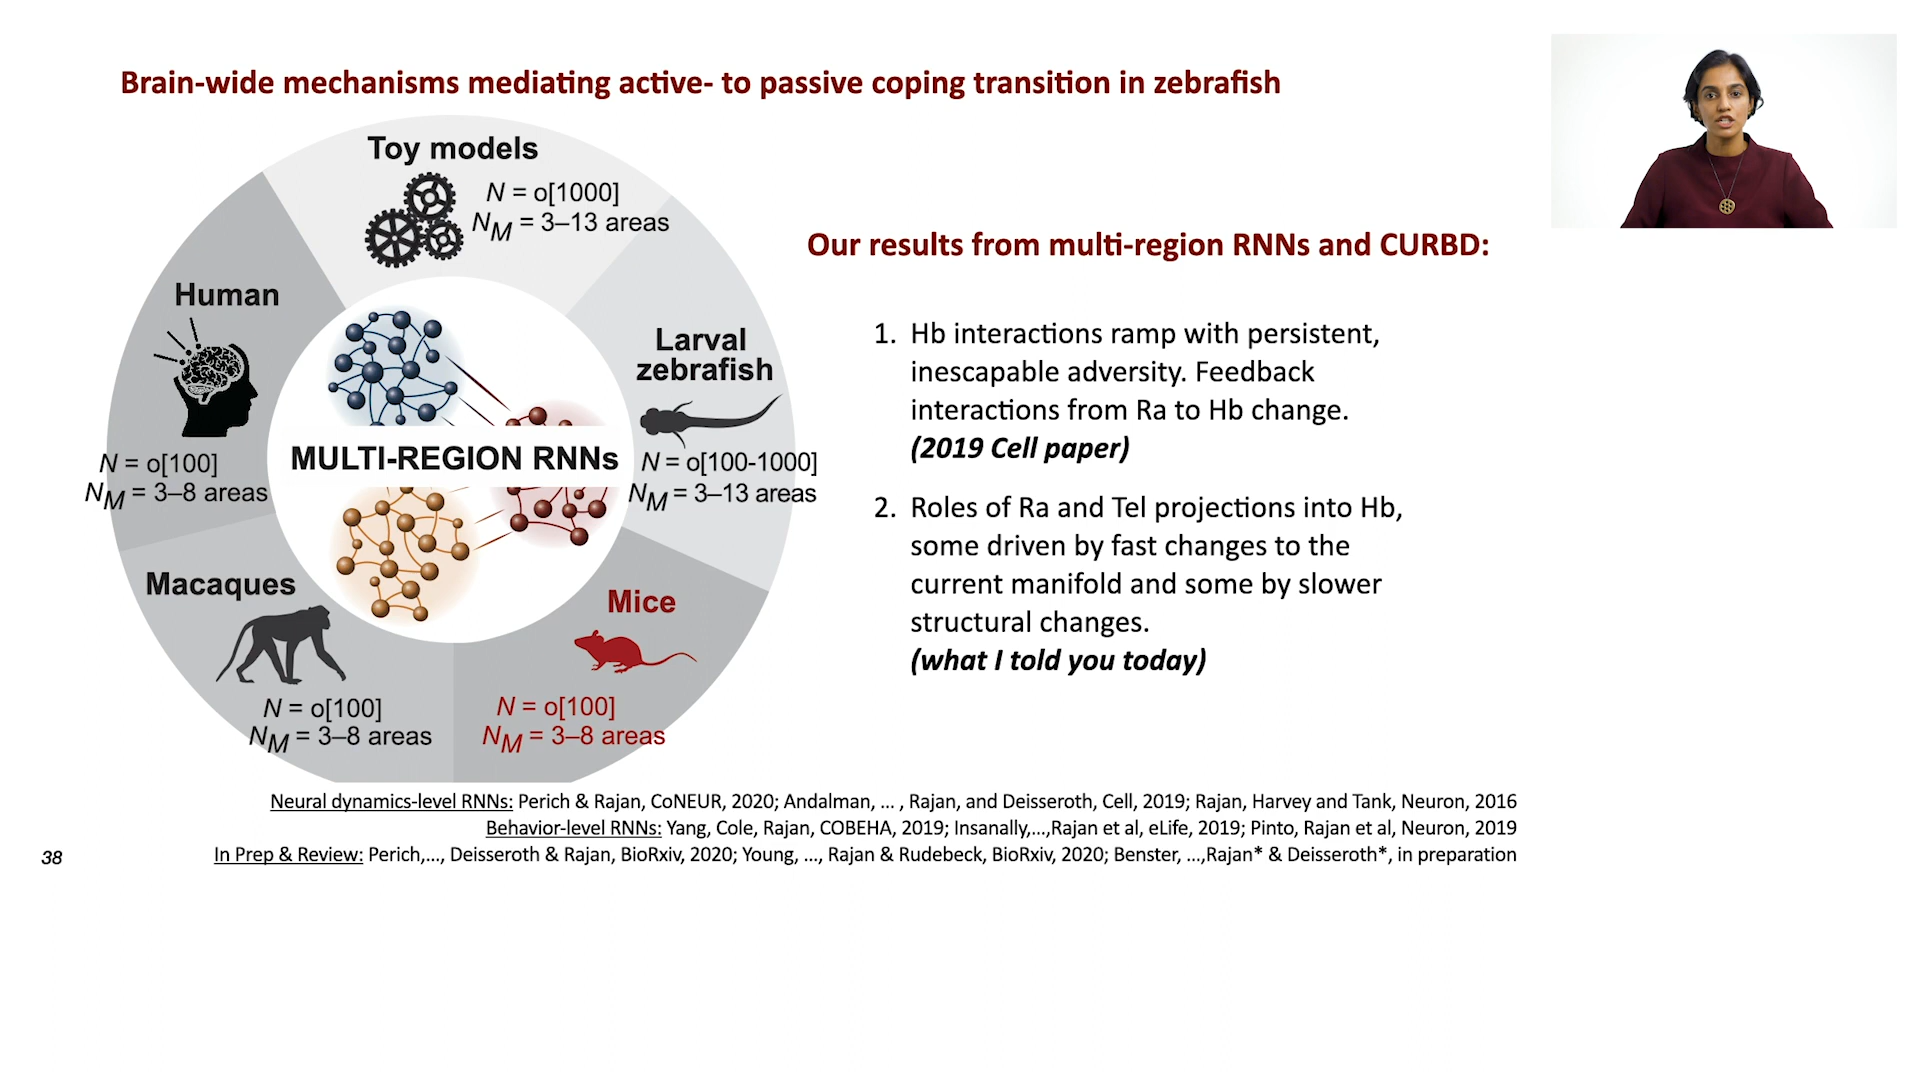 Brain-wide mechanisms mediating active- to passive coping transition in zebrafish
Toy models
N = o[1000]
NM = 3–13 areas
Human
N = o[100]
NM = 3–8 areas
Larval
zebrafish
N = o[100-1000]
NM = 3–13 areas
MULTI-REGION RNNs
Macaques
N = o[100]
NM = 3–8 areas
Mice
N = o[100]
NM = 3–8 areas
Our results from multi-region RNNs and CURBD:
1. Hb interactions ramp with persistent,
inescapable adversity. Feedback
interactions from Ra to Hb change.
(2019 Cell paper)
2. Roles of Ra and Tel projections into Hb,
some driven by fast changes to the
current manifold and some by slower
structural changes.
(what I told you today)
Neural dynamics-level RNNs: Perich & Rajan, CoNEUR, 2020; Andalman, ... , Rajan, and Deisseroth, Cell, 2019; Rajan, Harvey and Tank, Neuron, 2016
Behavior-level RNNs: Yang, Cole, Rajan, COBEHA, 2019; Insanally,...,Rajan et al, eLife, 2019; Pinto, Rajan et al, Neuron, 2019
In Prep & Review: Perich,..., Deisseroth & Rajan, BioRxiv, 2020; Young, ..., Rajan & Rudebeck, BioRxiv, 2020; Benster, ...,Rajan* & Deisseroth*, in preparation
38